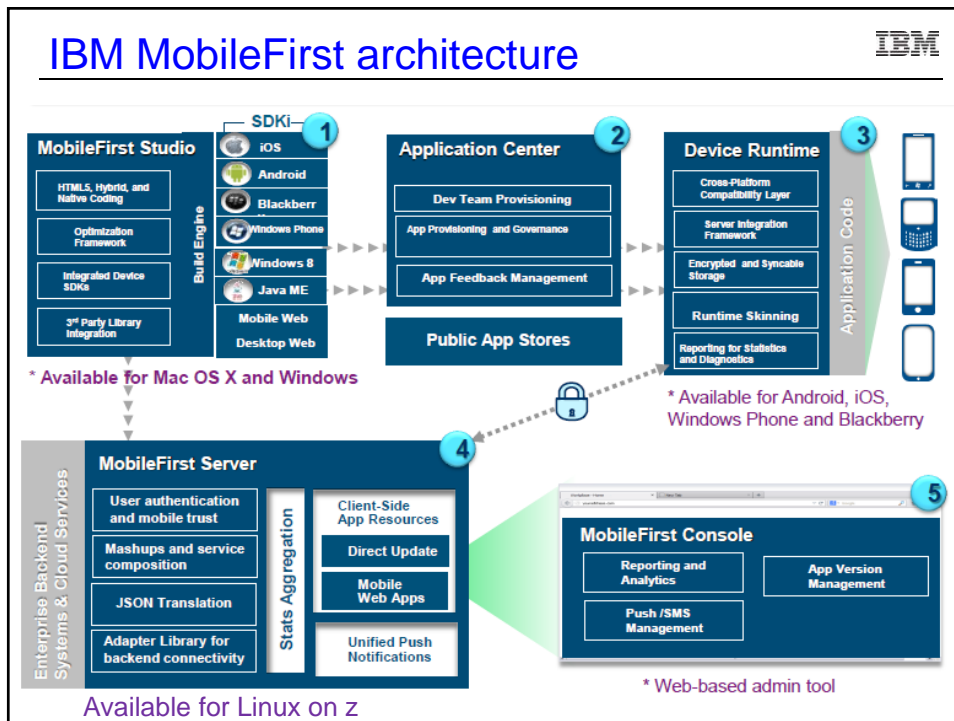 IBM MobileFirst architecture
IBM
SDKi
1
MobileFirst Studio
HTML5, Hybrid, and
Native Coding
Optimization
Framework
Integrated Device
SDKs
3rd Party Library
Integration
Build Engine
iOS
Android
Blackberr
Windows Phone
Windows 8
Java ME
Mobile Web
Desktop Web
* Available for Mac OS X and Windows
2
Application Center
Dev Team Provisioning
App Provisioning and Governance
App Feedback Management
Public App Stores
3
Device Runtime
Cross-Platform
Compatibility Layer
Server Integration
Framework
Encrypted and Syncable
Storage
Runtime Skinning
Reporting for Statistics
and Diagnostics
Application Code
* Available for Android, iOS,
Windows Phone and Blackberry
4
Enterprise Backend
Systems & Cloud Services
MobileFirst Server
User authentication
and mobile trust
Mashups and service
composition
JSON Translation
Adapter Library for
backend connectivity
Stats Aggregation
Client-Side
App Resources
Direct Update
Mobile
Web Apps
Unified Push
Notifications
Available for Linux on z
5
MobileFirst Console
Reporting and
Analytics
App Version
Management
Push /SMS
Management
* Web-based admin tool